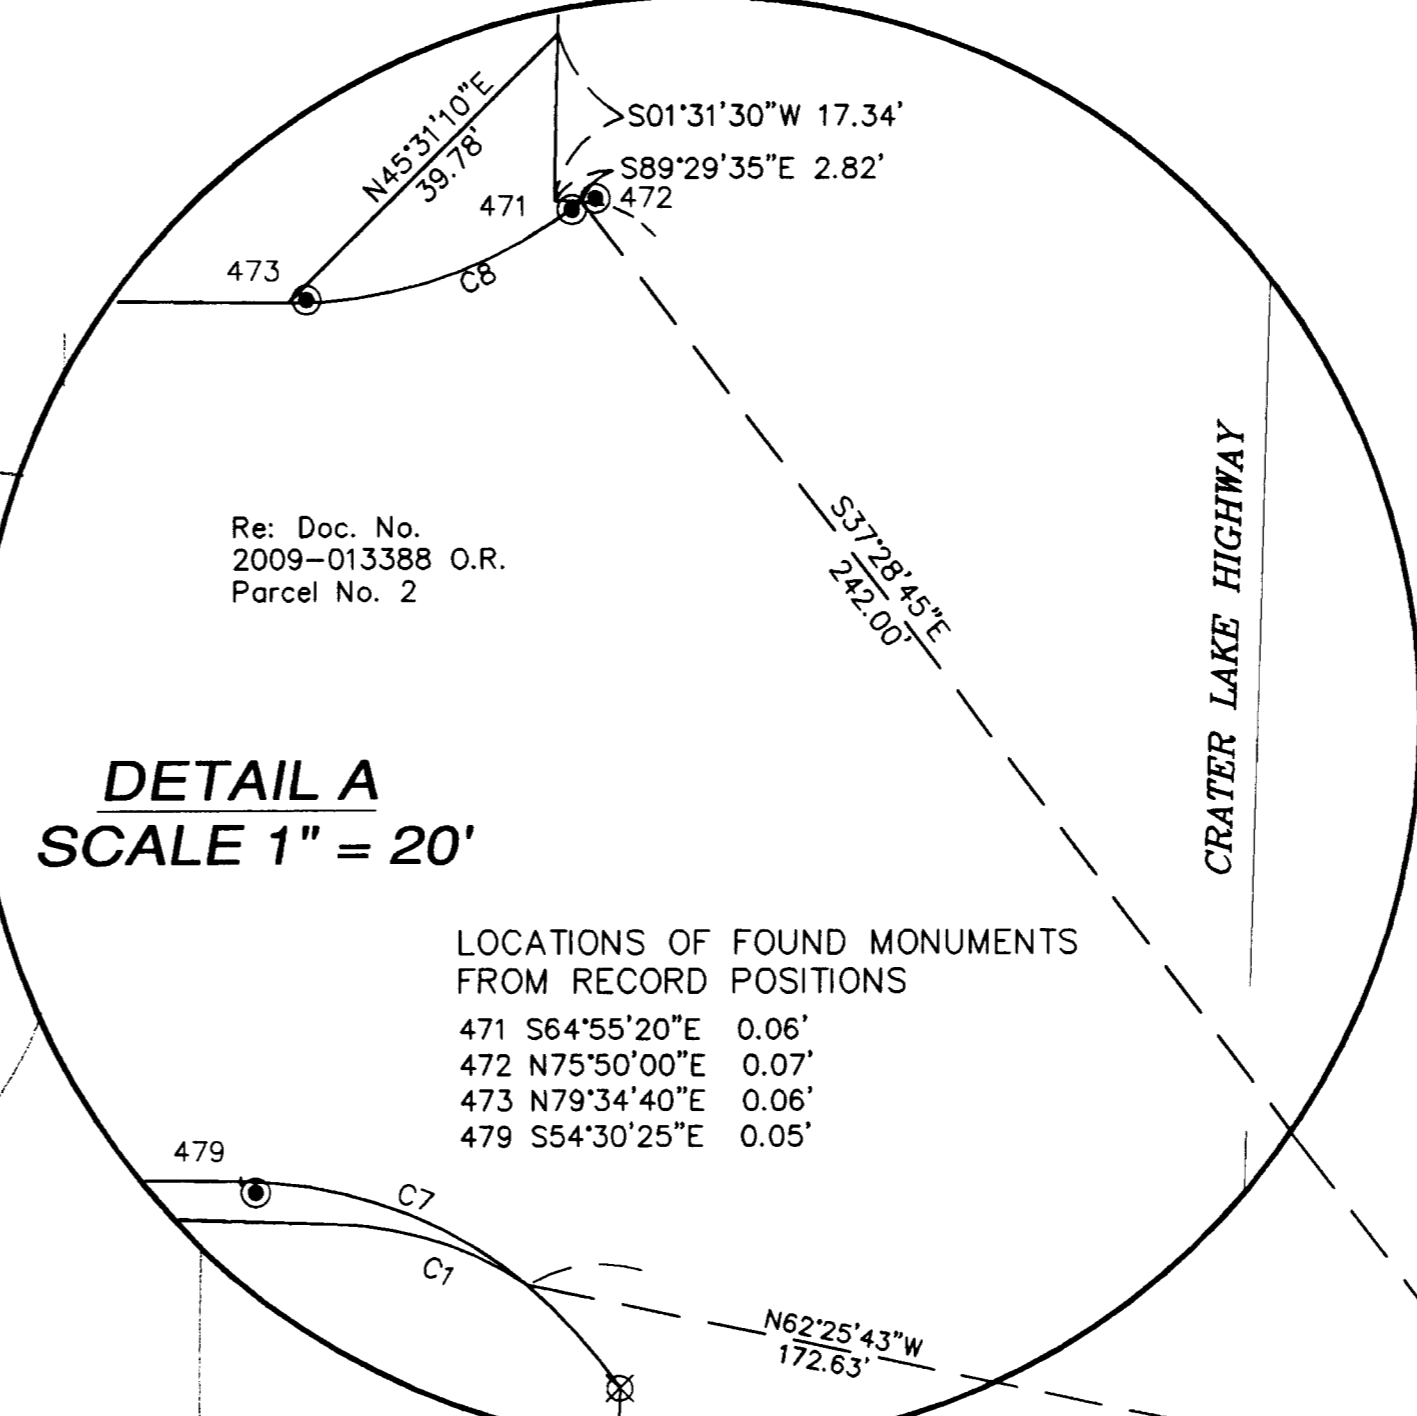 N45°31'10"E
39.78'
S01°31'30"W 17.34'
S89°29'35"E 2.82'
471
472
473
C8
CRATER LAKE HIGHWAY
Re: Doc. No.
2009-013388 O.R.
Parcel No. 2
S37°28'45"E
242.00'
DETAIL A
SCALE 1" = 20'
LOCATIONS OF FOUND MONUMENTS
FROM RECORD POSITIONS
471 S64°55'20"E 0.06'
472 N75°50'00"E 0.07'
473 N79°34'40"E 0.06'
479 S54°30'25"E 0.05'
479
C7
C1
N62°25'43"W
172.63'